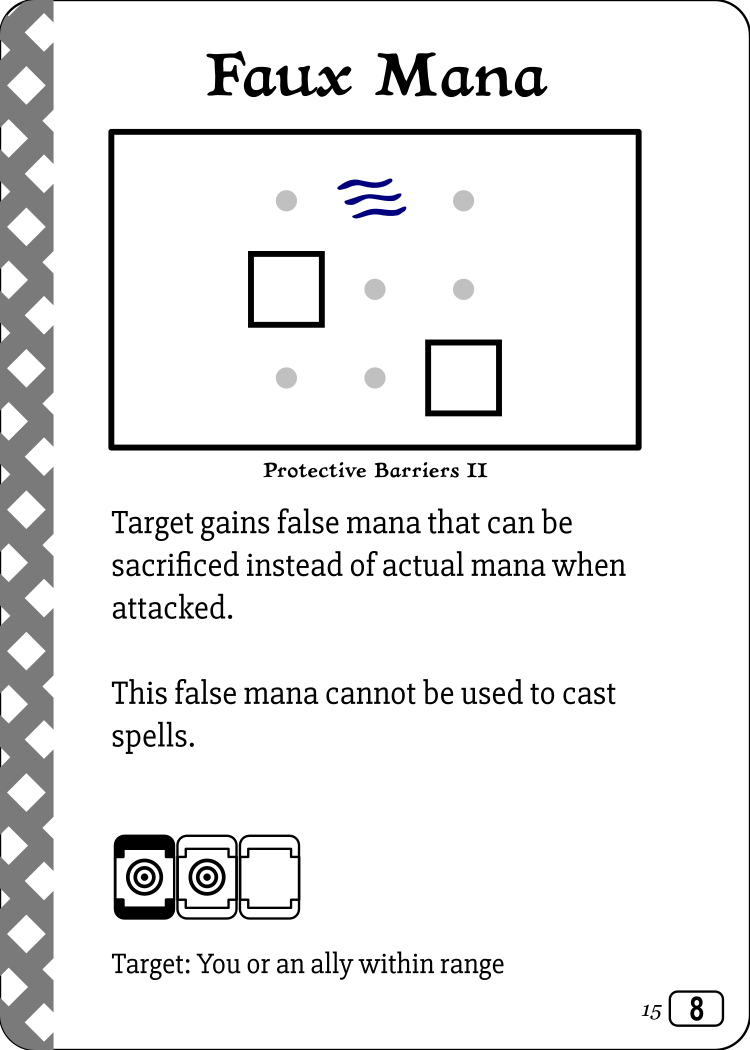 Faux Mana
Protective Barriers II
Target gains false mana that can be
sacrificed instead of actual mana when
attacked.
This false mana cannot be used to cast
spells.
Target: You or an ally within range
15 8